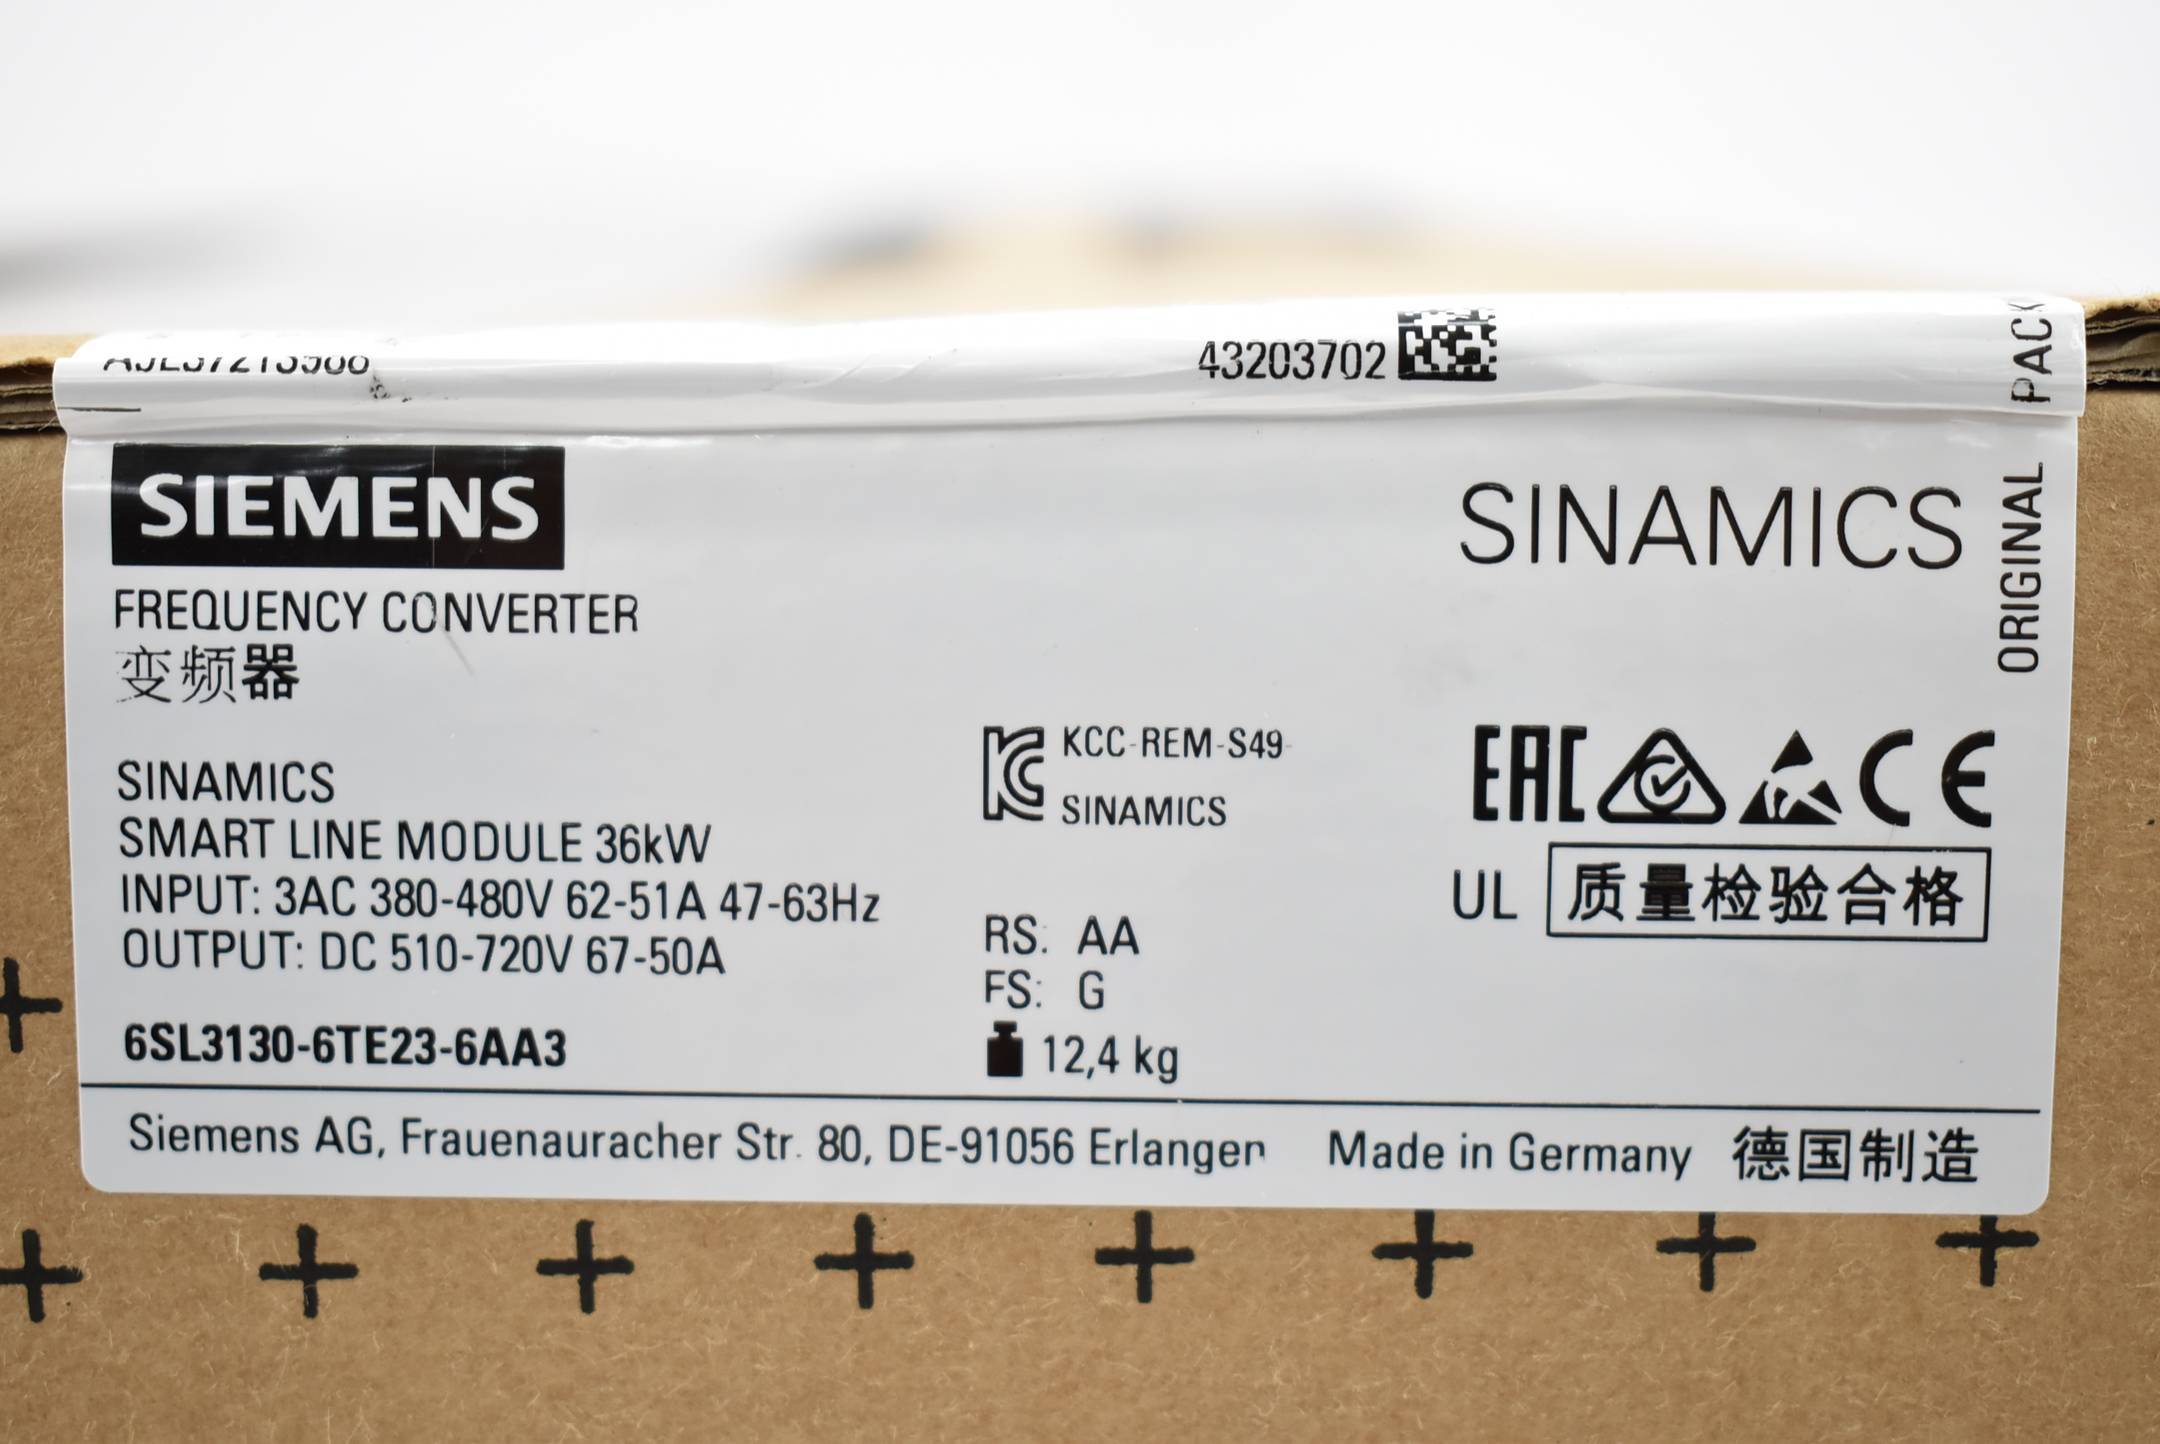 43203702
SIEMENS
SINAMICS
ORIGINAL PACK
FREQUENCY CONVERTER
变频器
SINAMICS
SMART LINE MODULE 36kW
INPUT: 3AC 380-480V 62-51A 47-63Hz
OUTPUT: DC 510-720V 67-50A
6SL3130-6TE23-6AA3
KCC-REM-S49-
SINAMICS
RS: AA
FS: G
12,4 kg
EAC CE
UL 质量检验合格
Siemens AG, Frauenauracher Str. 80, DE-91056 Erlangen Made in Germany 德国制造